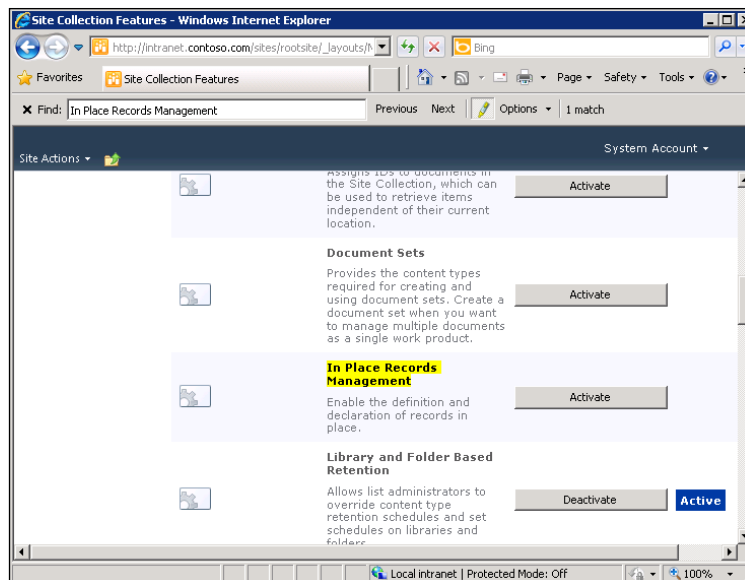 Site Collection Features - Windows Internet Explorer
http://intranet.contoso.com/sites/rootsite/_layouts/
Bing
Favorites
Site Collection Features
Page
Safety
Tools
Find: In Place Records Management
Previous
Next
Options
1 match
System Account
Site Actions
Assigns IDs to documents in
the Site Collection, which can
be used to retrieve items
independent of their current
location.
Activate
Document Sets
Provides the content types
required for creating and
using document sets. Create a
document set when you want
to manage multiple documents
as a single work product.
Activate
In Place Records
Management
Enable the definition and
declaration of records in
place.
Activate
Library and Folder Based
Retention
Allows list administrators to
override content type
retention schedules and set
schedules on libraries and
folders
Deactivate
Active
Local intranet | Protected Mode: Off
100%